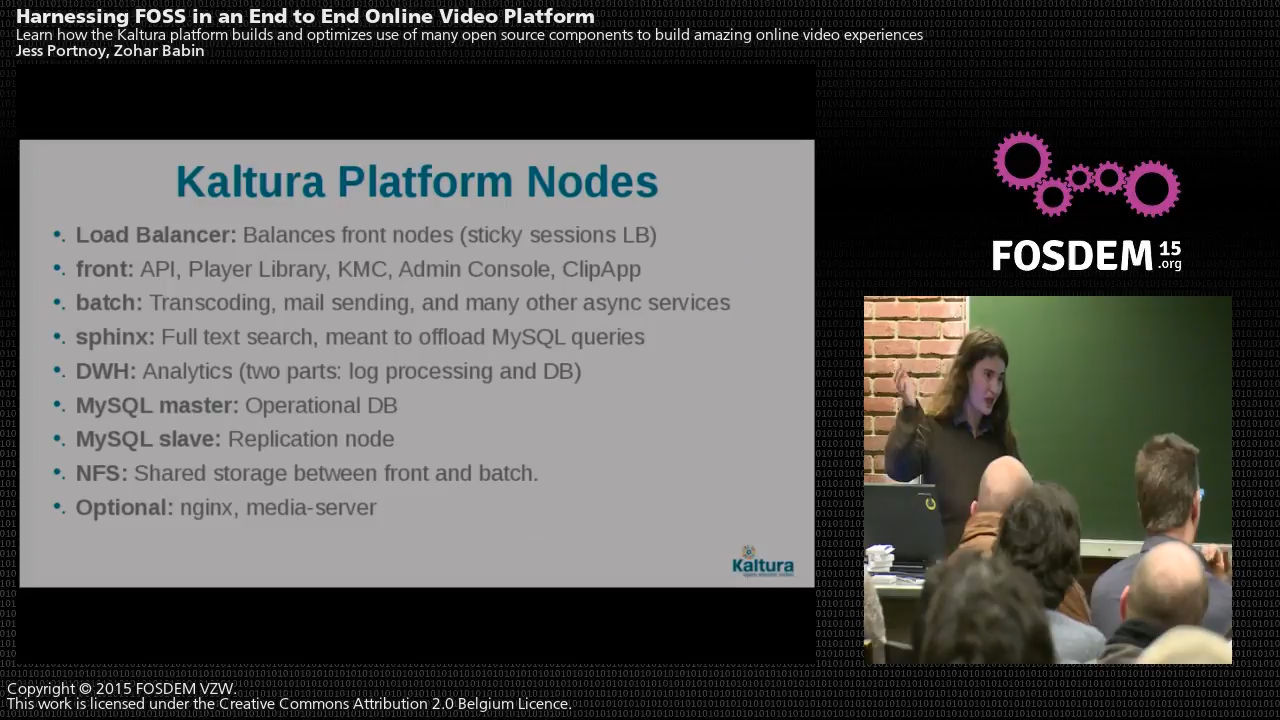 Harnessing FOSS in an End to End Online Video Platform
Learn how the Kaltura platform builds and optimizes use of many open source components to build amazing online video experiences
Jess Portnoy, Zohar Babin
Kaltura Platform Nodes
•. Load Balancer: Balances front nodes (sticky sessions LB)
•. front: API, Player Library, KMC, Admin Console, ClipApp
•. batch: Transcoding, mail sending, and many other async services
•. sphinx: Full text search, meant to offload MySQL queries
•. DWH: Analytics (two parts: log processing and DB)
•. MySQL master: Operational DB
•. MySQL slave: Replication node
•. NFS: Shared storage between front and batch.
•. Optional: nginx, media-server
Kaltura
FOSDEM 15
.org
Copyright © 2015 FOSDEM VZW.
This work is licensed under the Creative Commons Attribution 2.0 Belgium Licence.